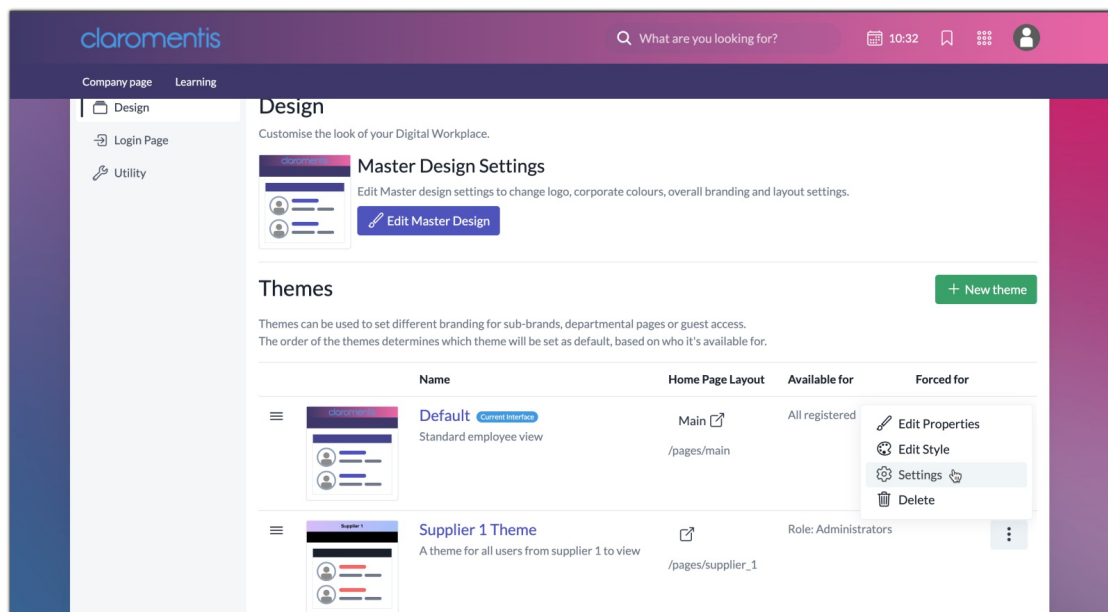 claromentis
What are you looking for?
10:32
Company page Learning
Design
Login Page
Utility
Design
Customise the look of your Digital Workplace.
claromentis
Master Design Settings
Edit Master design settings to change logo, corporate colours, overall branding and layout settings.
Edit Master Design
Themes
+ New theme
Themes can be used to set different branding for sub-brands, departmental pages or guest access.
The order of the themes determines which theme will be set as default, based on who it's available for.
Name Home Page Layout Available for Forced for
claromentis
Default Current Interface
Standard employee view
Main
/pages/main
All registered
Edit Properties
Edit Style
Settings
Delete
Supplier 1
Supplier 1 Theme
A theme for all users from supplier 1 to view
/pages/supplier_1
Role: Administrators